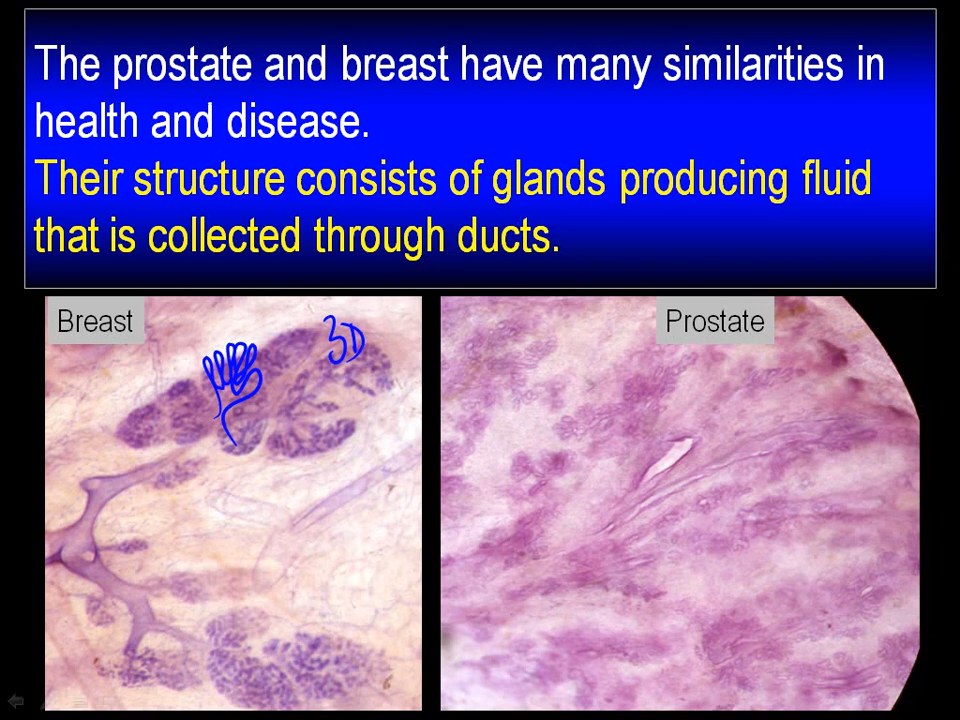 The prostate and breast have many similarities in
health and disease.
Their structure consists of glands producing fluid
that is collected through ducts.
Breast
Prostate
3D